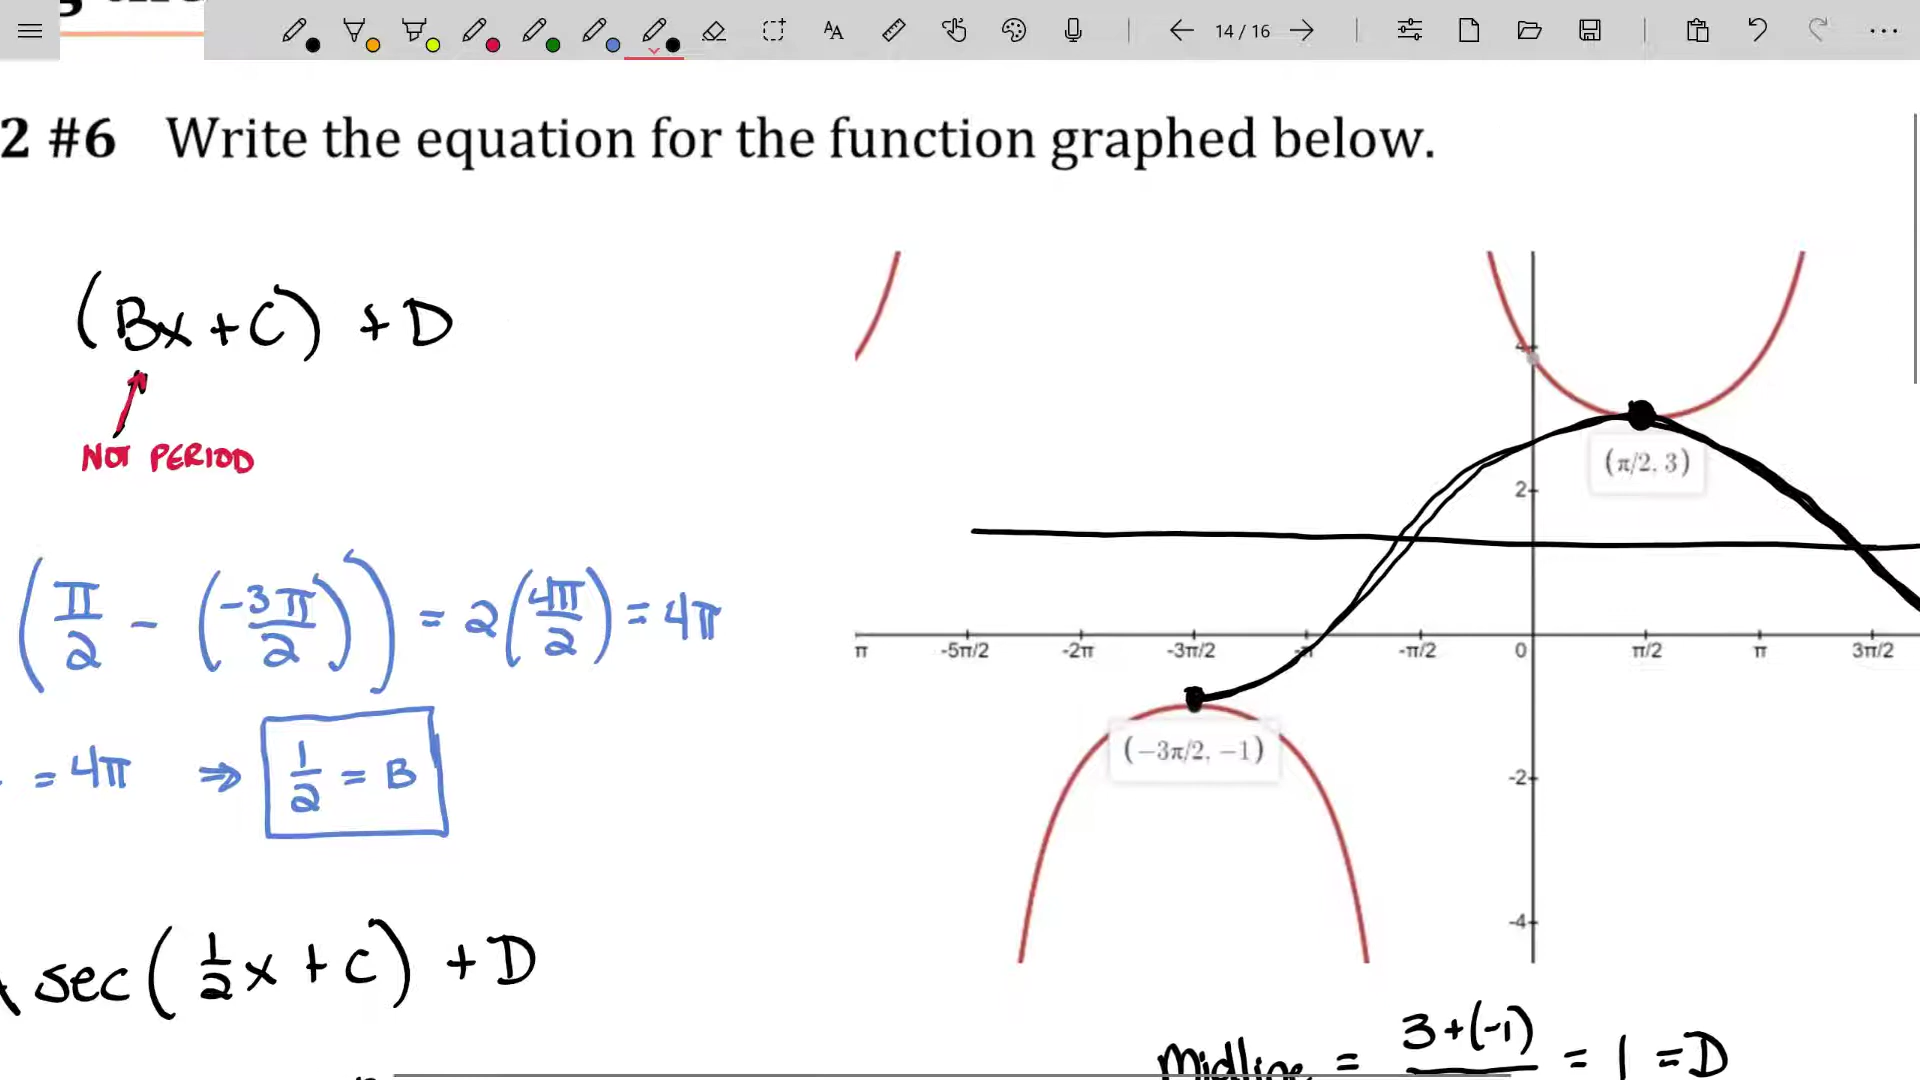 14 / 16
2 #6 Write the equation for the function graphed below.
(Bx + C) + D
NOT PERIOD
(π/2 - (-3π/2)) = 2(4π/2) = 4π
= 4π ⇒ 1/2 = B
sec(1/2 x + C) + D
4
2
0
-2
-4
π -5π/2 -2π -3π/2 -π -π/2 π/2 π 3π/2
(π/2, 3)
(−3π/2, −1)
Midline = 3+(-1) = 1 = D